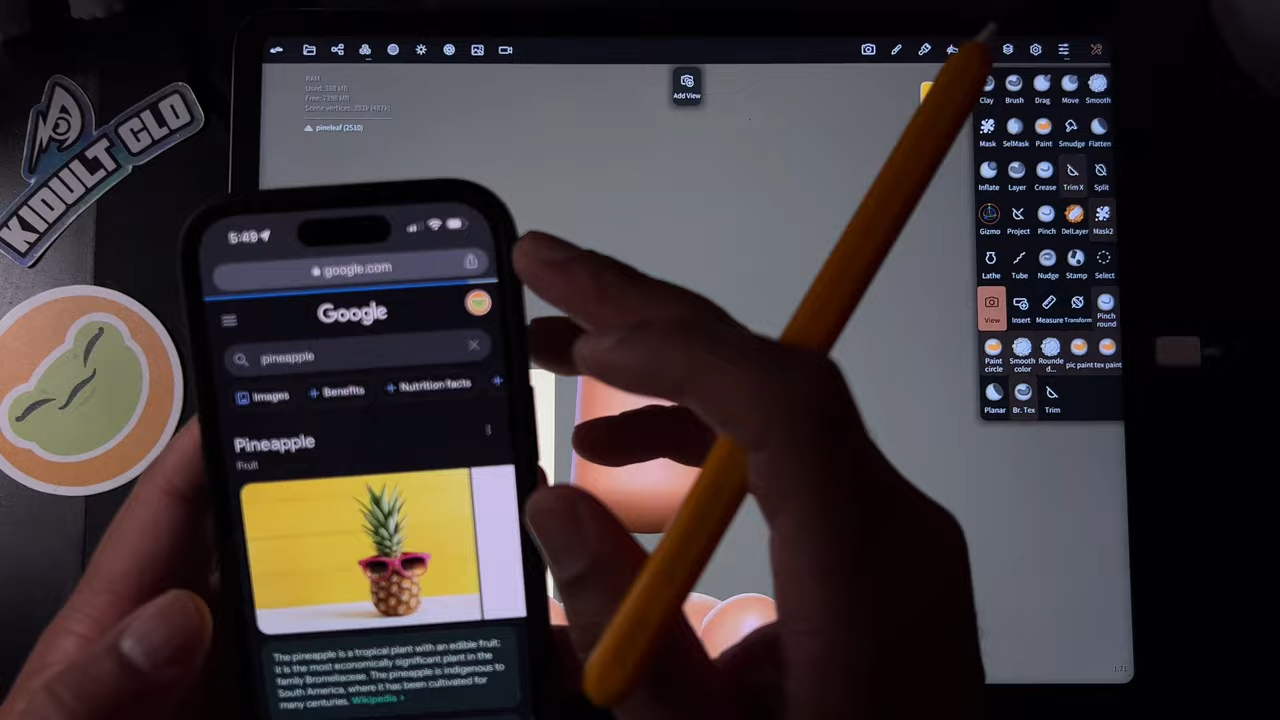 KIDULT CLO
RAM
Add View
pineleaf (2510)
Clay Brush Drag Move Smooth
Mask SelMask Paint Smudge Flatten
Inflate Layer Crease Trim X Split
Gizmo Project Pinch DelLayer Mask2
Lathe Tube Nudge Stamp Select
View Insert Measure Transform Pinch round
Paint circle Smooth color Rounde d... pic paint tex paint
Planar Br. Tex Trim
5:49
google.com
Google
pineapple
Images Benefits Nutrition facts
Pineapple
Fruit
The pineapple is a tropical plant with an edible fruit;
it is the most economically significant plant in the
family Bromeliaceae. The pineapple is indigenous to
South America, where it has been cultivated for
many centuries. Wikipedia >